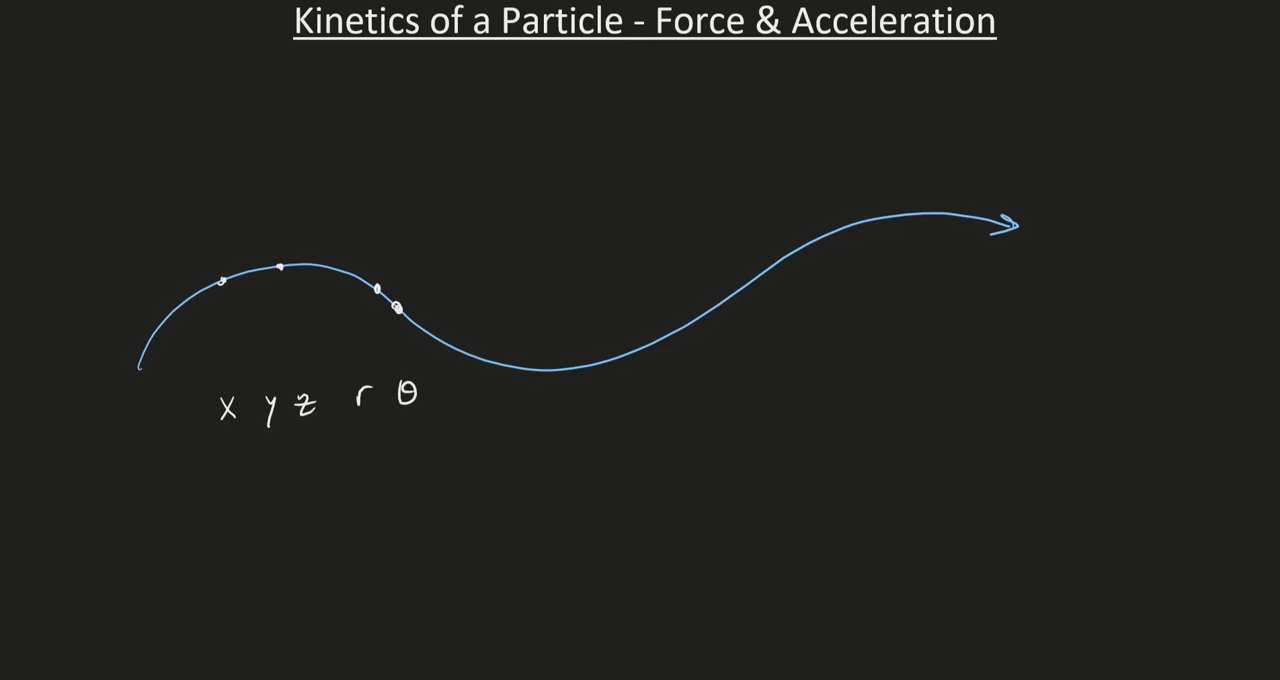 Kinetics of a Particle - Force & Acceleration
x y z r θ